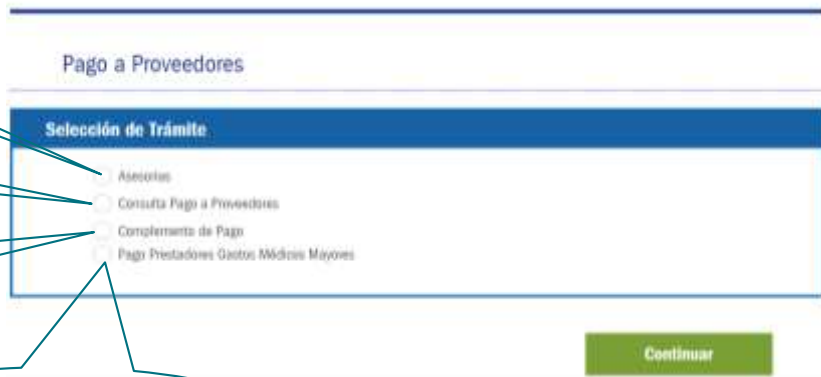 Pago a Proveedores
Selección de Trámite
Asesorías
Consulta Pago a Proveedores
Complemento de Pago
Pago Prestadores Gastos Médicos Mayores
Continuar